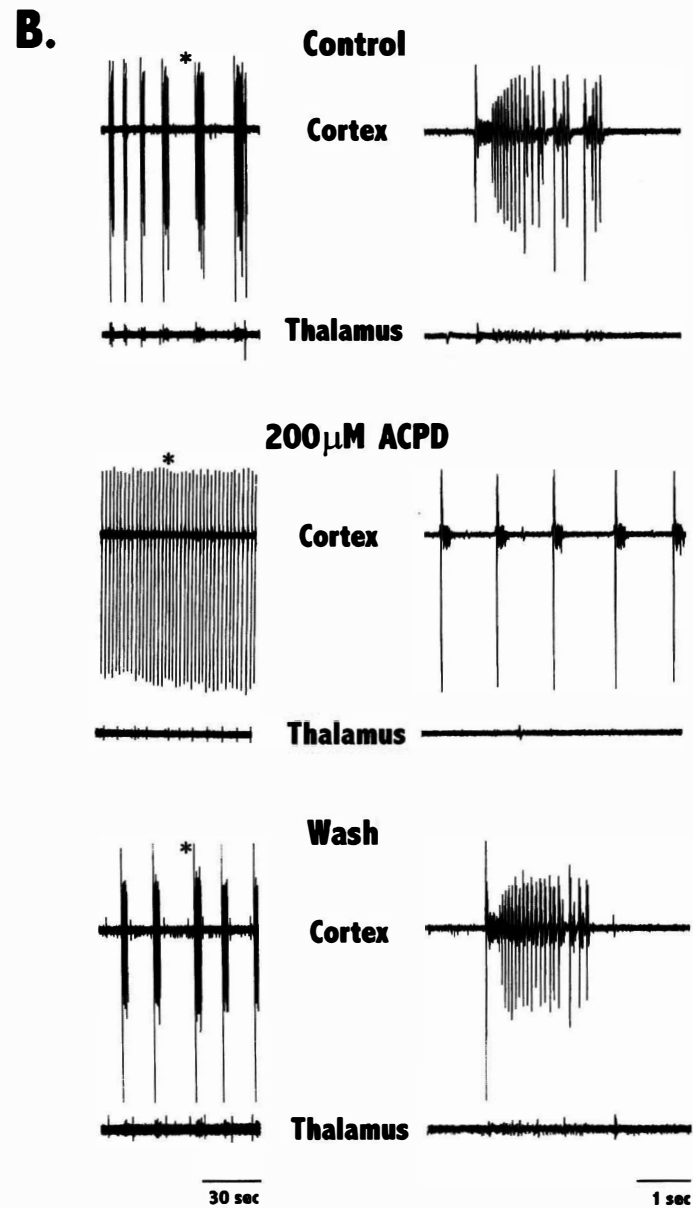 B.
*
Control
Cortex
Thalamus
200μM ACPD
*
Cortex
Thalamus
Wash
*
Cortex
Thalamus
30 sec
1 sec